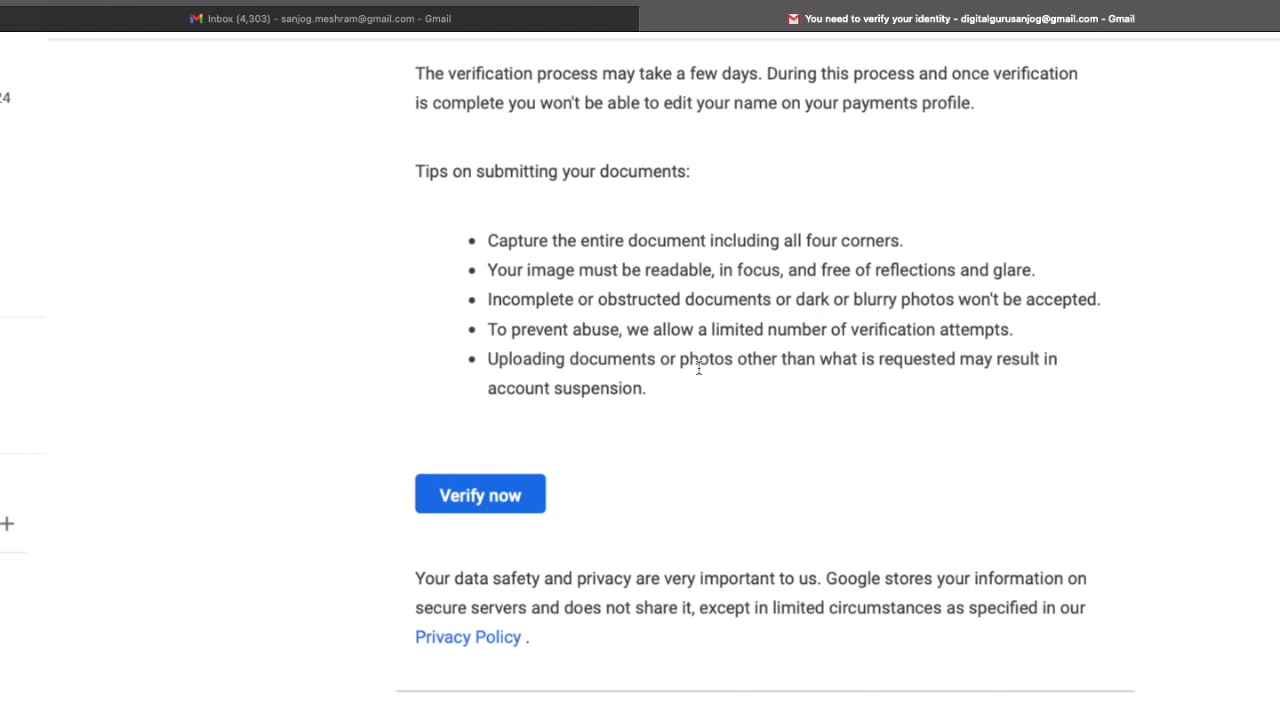 Inbox (4,303) - sanjog.meshram@gmail.com - Gmail
You need to verify your identity - digitalgurusanjog@gmail.com - Gmail
24
The verification process may take a few days. During this process and once verification
is complete you won't be able to edit your name on your payments profile.
Tips on submitting your documents:
• Capture the entire document including all four corners.
• Your image must be readable, in focus, and free of reflections and glare.
• Incomplete or obstructed documents or dark or blurry photos won't be accepted.
• To prevent abuse, we allow a limited number of verification attempts.
• Uploading documents or photos other than what is requested may result in
account suspension.
Verify now
Your data safety and privacy are very important to us. Google stores your information on
secure servers and does not share it, except in limited circumstances as specified in our
Privacy Policy .